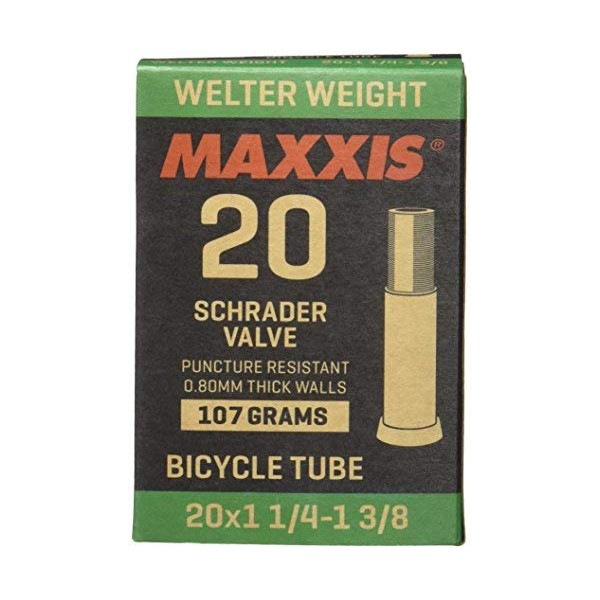 20x1 1/4-1 3/8
WELTER WEIGHT
MAXXIS®
20
SCHRADER
VALVE
PUNCTURE RESISTANT
0.80MM THICK WALLS
107 GRAMS
BICYCLE TUBE
20x1 1/4-1 3/8